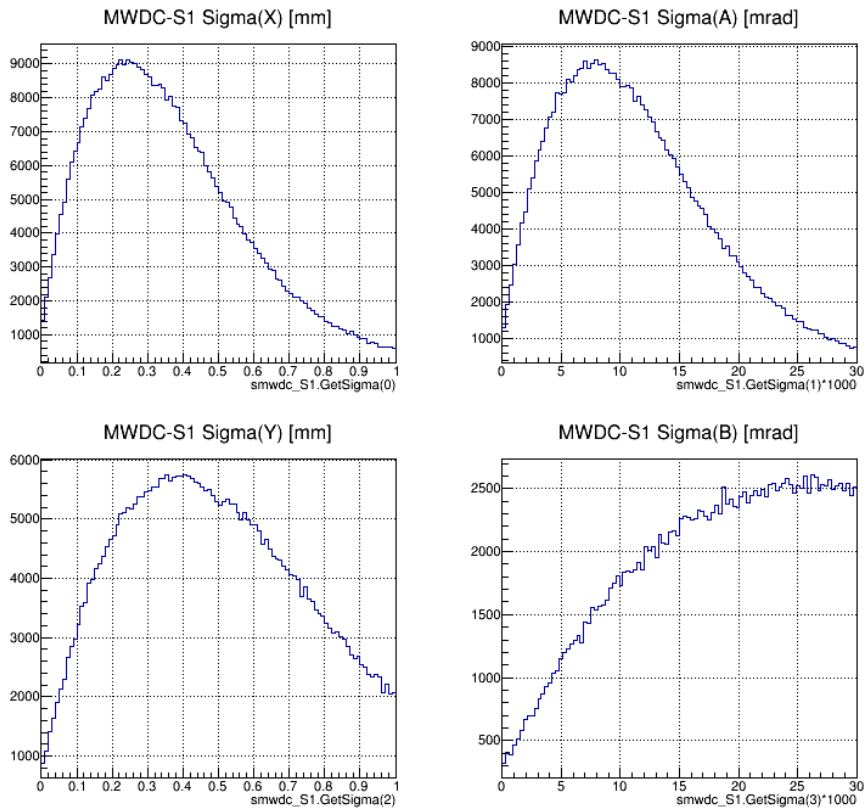 MWDC-S1 Sigma(X) [mm]
9000
8000
7000
6000
5000
4000
3000
2000
1000
0 0.1 0.2 0.3 0.4 0.5 0.6 0.7 0.8 0.9 1
smwdc_S1.GetSigma(0)
MWDC-S1 Sigma(A) [mrad]
9000
8000
7000
6000
5000
4000
3000
2000
1000
0 5 10 15 20 25 30
smwdc_S1.GetSigma(1)*1000
MWDC-S1 Sigma(Y) [mm]
6000
5000
4000
3000
2000
1000
0 0.1 0.2 0.3 0.4 0.5 0.6 0.7 0.8 0.9 1
smwdc_S1.GetSigma(2)
MWDC-S1 Sigma(B) [mrad]
2500
2000
1500
1000
500
0 5 10 15 20 25 30
smwdc_S1.GetSigma(3)*1000